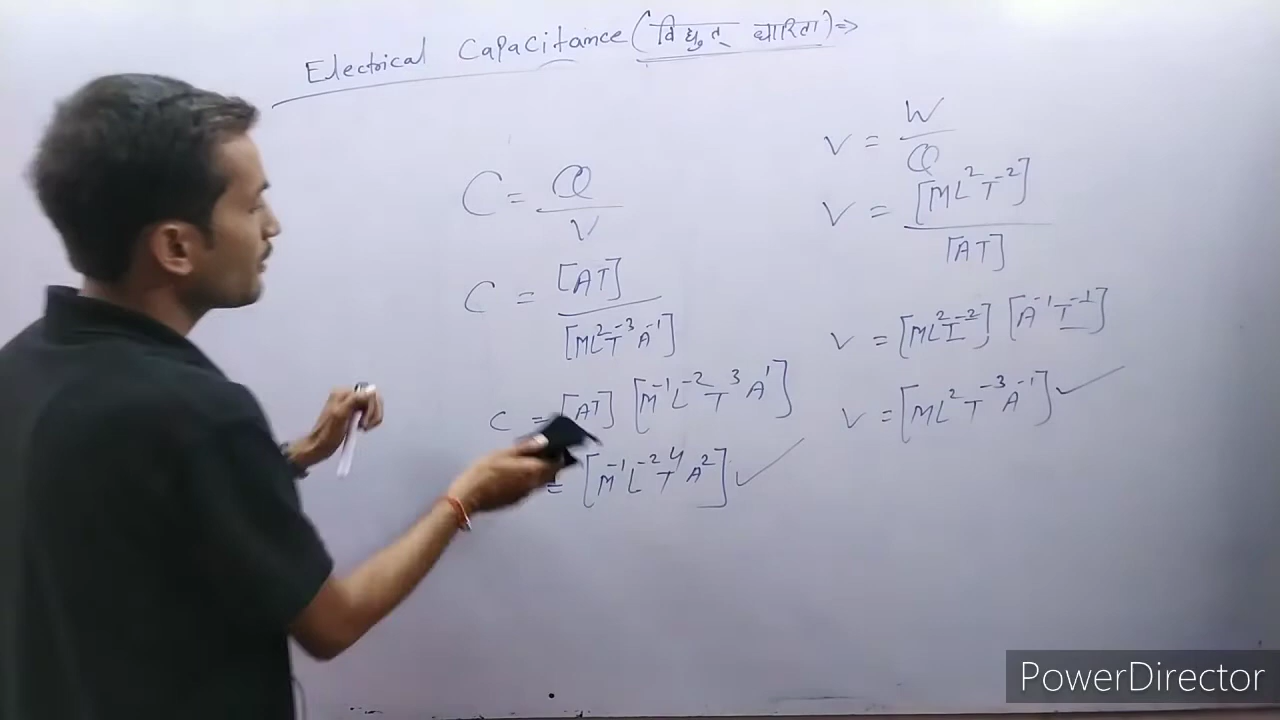 Electrical Capacitance (विद्युत् धारिता) ⇒
C = Q / V
C = [AT] / [ML²T⁻³A⁻¹]
C = [AT] [M⁻¹L⁻²T³A¹]
= [M⁻¹L⁻²T⁴A²] ✓
V = W / Q
V = [ML²T⁻²] / [AT]
V = [ML²T⁻²] [A⁻¹T⁻¹]
V = [ML²T⁻³A⁻¹] ✓
PowerDirector